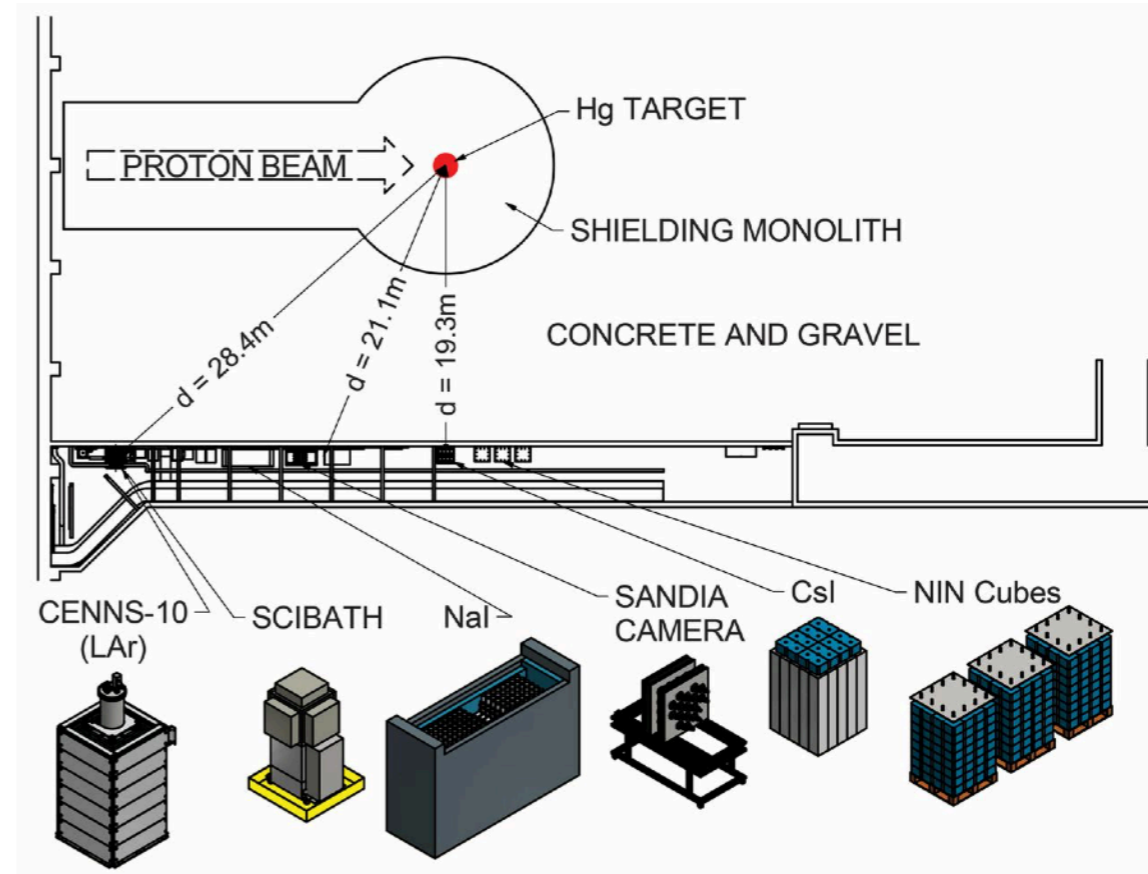 Hg TARGET
PROTON BEAM
SHIELDING MONOLITH
d = 28.4m
d = 21.1m
d = 19.3m
CONCRETE AND GRAVEL
CENNS-10
(LAr)
SCIBATH
NaI
SANDIA
CAMERA
CsI
NIN Cubes